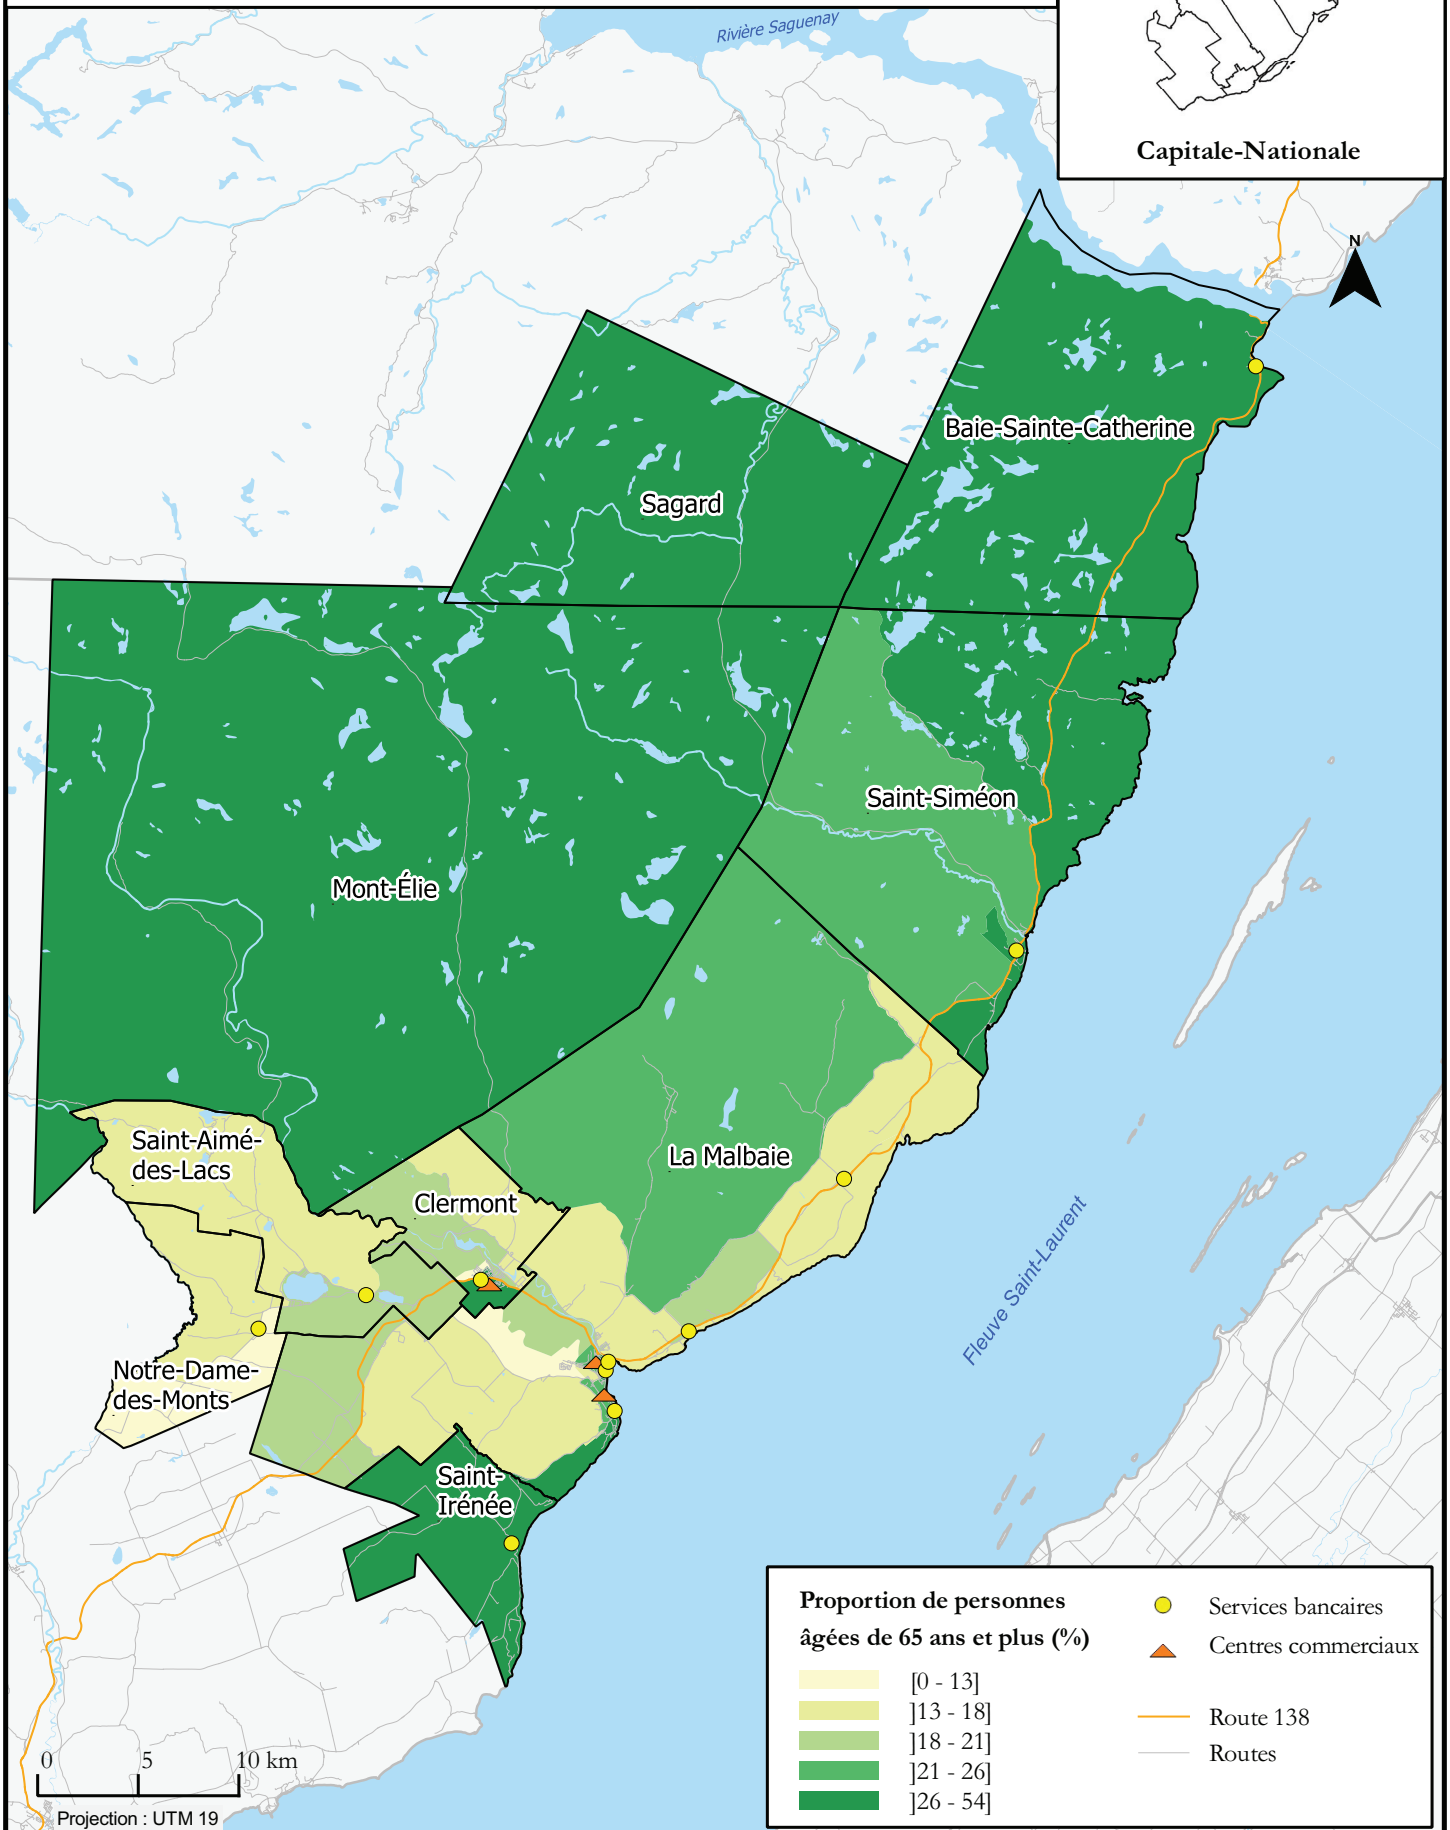 Rivière Saguenay
Capitale-Nationale
N
Baie-Sainte-Catherine
Sagard
Saint-Siméon
Mont-Élie
Saint-Aimé-
des-Lacs
La Malbaie
Clermont
Fleuve Saint-Laurent
Notre-Dame-
des-Monts
Saint-
Irénée
Proportion de personnes
âgées de 65 ans et plus (%)
[0 - 13]
]13 - 18]
]18 - 21]
]21 - 26]
]26 - 54]
Services bancaires
Centres commerciaux
Route 138
Routes
0 5 10 km
Projection : UTM 19